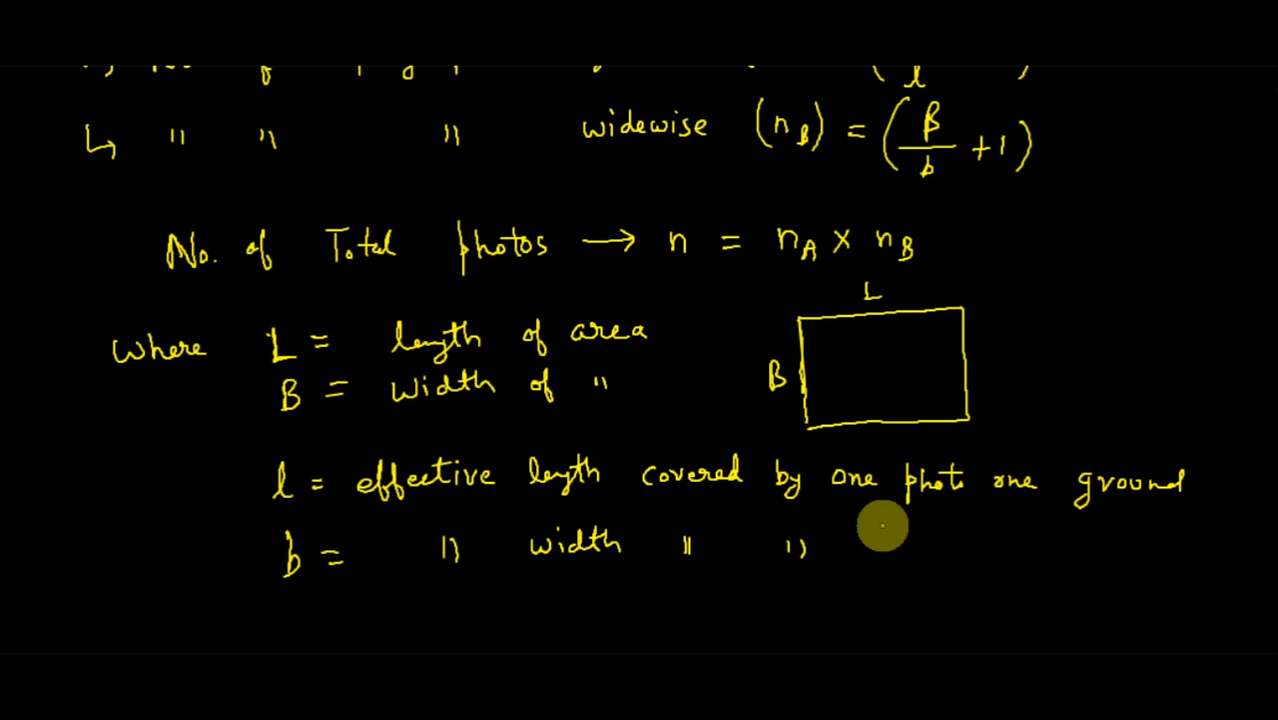 l
↳ " " " widewise (n_B) = (B/b + 1)
No. of Total photos → n = n_A × n_B
L
Where L = length of area
B = Width of "
B
l = effective length covered by one photo one ground
b = " width " "